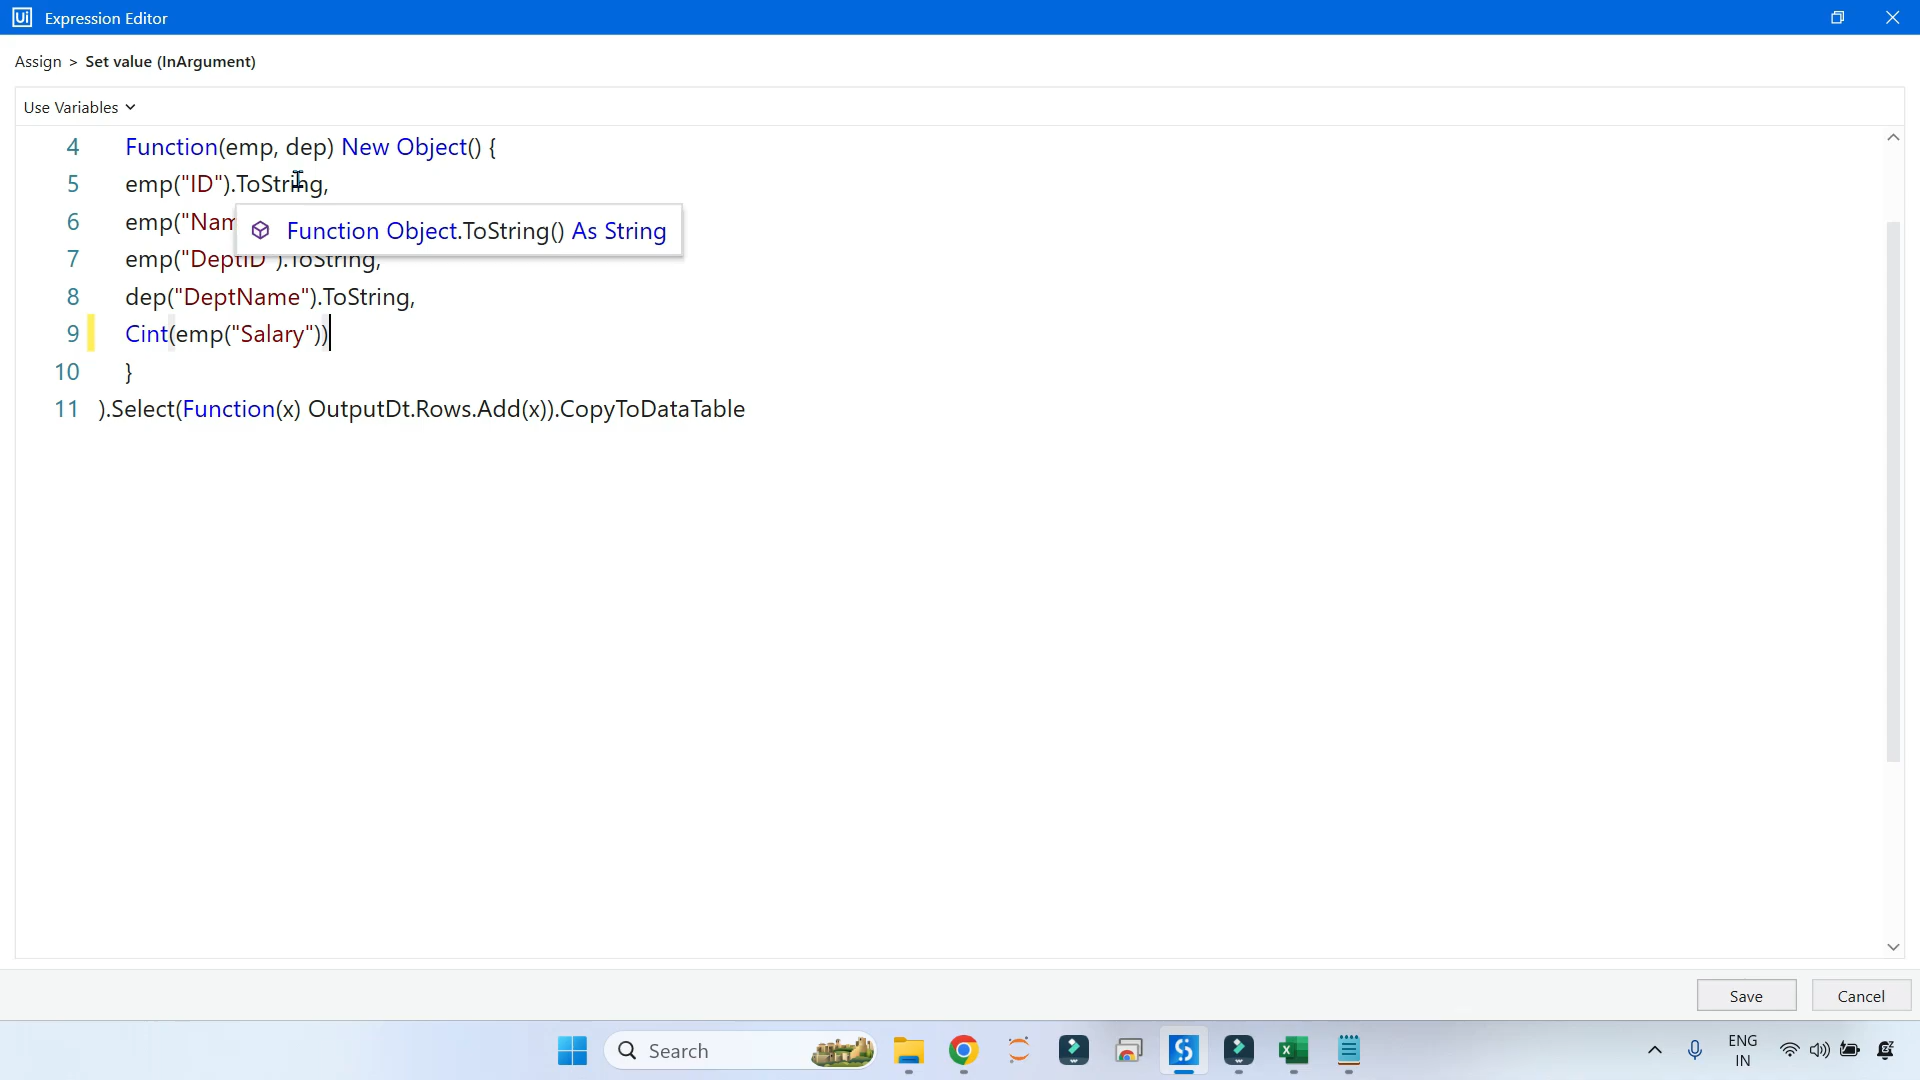 Ui Expression Editor
Assign > Set value (InArgument)
Use Variables
4 Function(emp, dep) New Object() {
5 emp("ID").ToString,
6 emp("Nam
Function Object.ToString() As String
7 emp("DeptID").ToString,
8 dep("DeptName").ToString,
9 Cint(emp("Salary"))
10 }
11 ).Select(Function(x) OutputDt.Rows.Add(x)).CopyToDataTable
Save Cancel
Search
ENG
IN